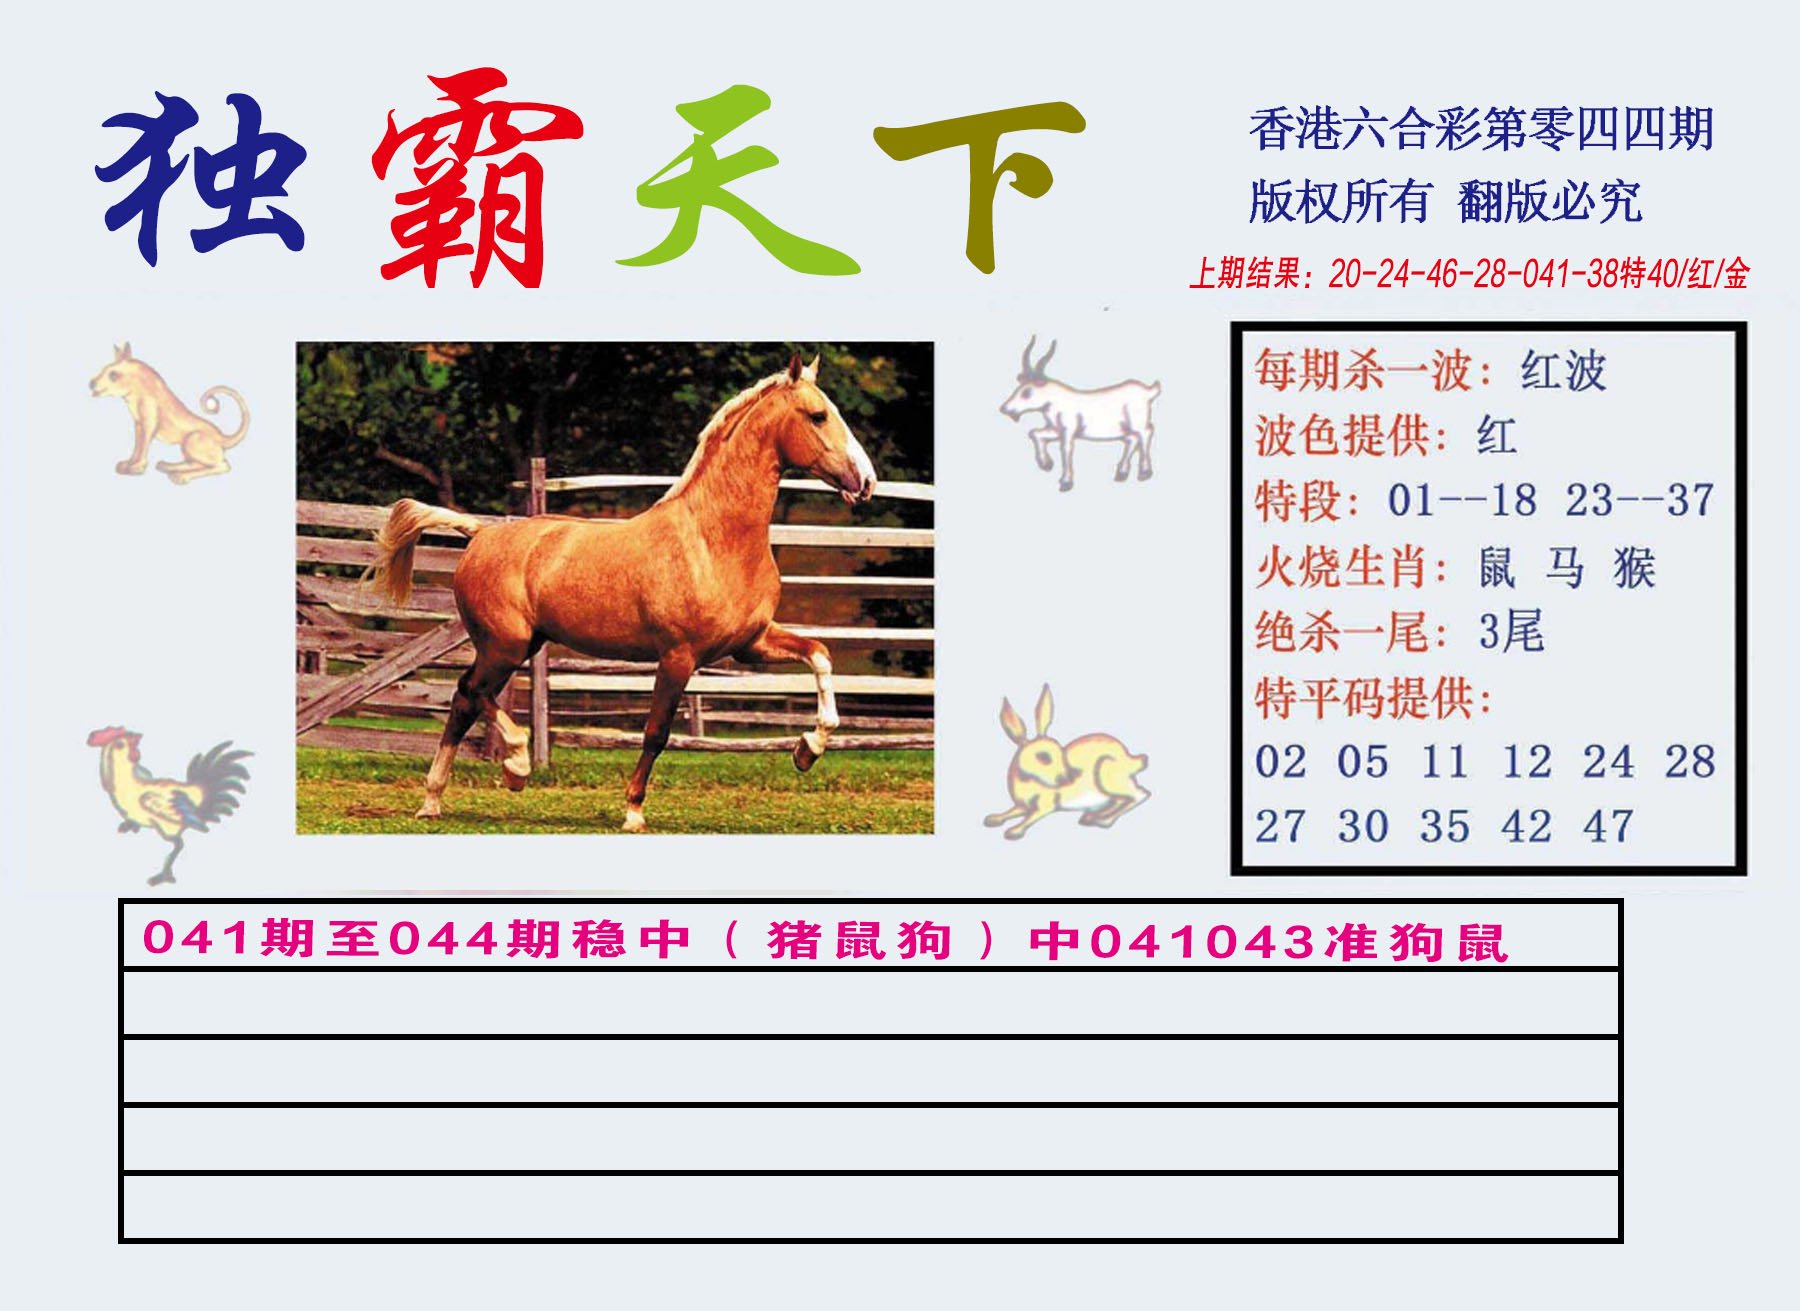 独霸天下
香港六合彩第零四四期
版权所有 翻版必究
上期结果：20-24-46-28-041-38特40/红/金
每期杀一波：红波
波色提供：红
特段：01--18 23--37
火烧生肖：鼠 马 猴
绝杀一尾：3尾
特平码提供：
02 05 11 12 24 28
27 30 35 42 47
041期至044期稳中（猪鼠狗）中041043准狗鼠